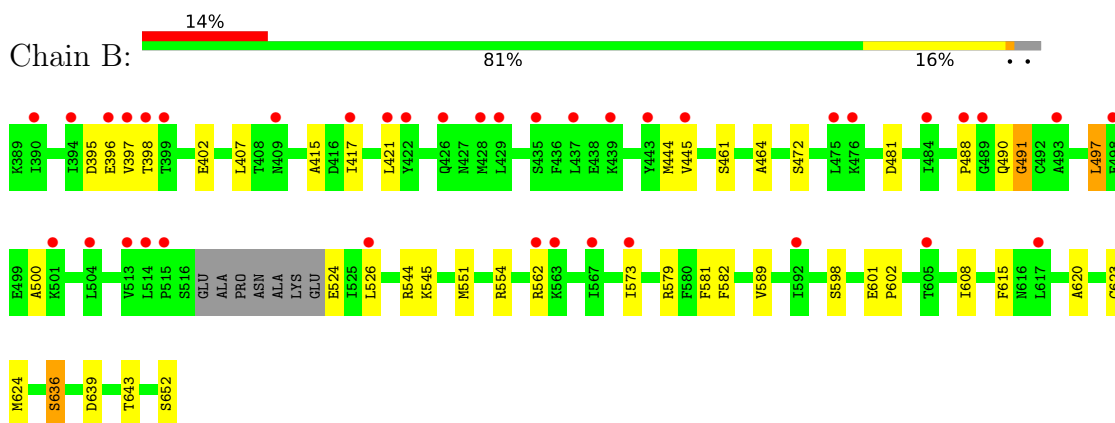 14%
Chain B:
81% 16% • •
K389 I390 I394 D395 E396 V397 T398 T399 E402 L407 T408 N409 A415 D416 I417 L421 Y422 Q426 N427 M428 L429 S435 F436 L437 E438 K439 Y443 M444 V445 S461 A464 S472 L475 K476 D481 I484 P488 G489 Q490 G491 C492 A493 L497 E498
E499 A500 K501 L504 V513 L514 P515 S516 GLU ALA PRO ASN ALA LYS GLU E524 I525 L526 R544 K545 M551 R554 R562 K563 I567 I573 R579 F580 F581 F582 V589 I592 S598 E601 P602 T605 I608 F615 N616 L617 A620 C623
M624 S636 D639 T643 S652